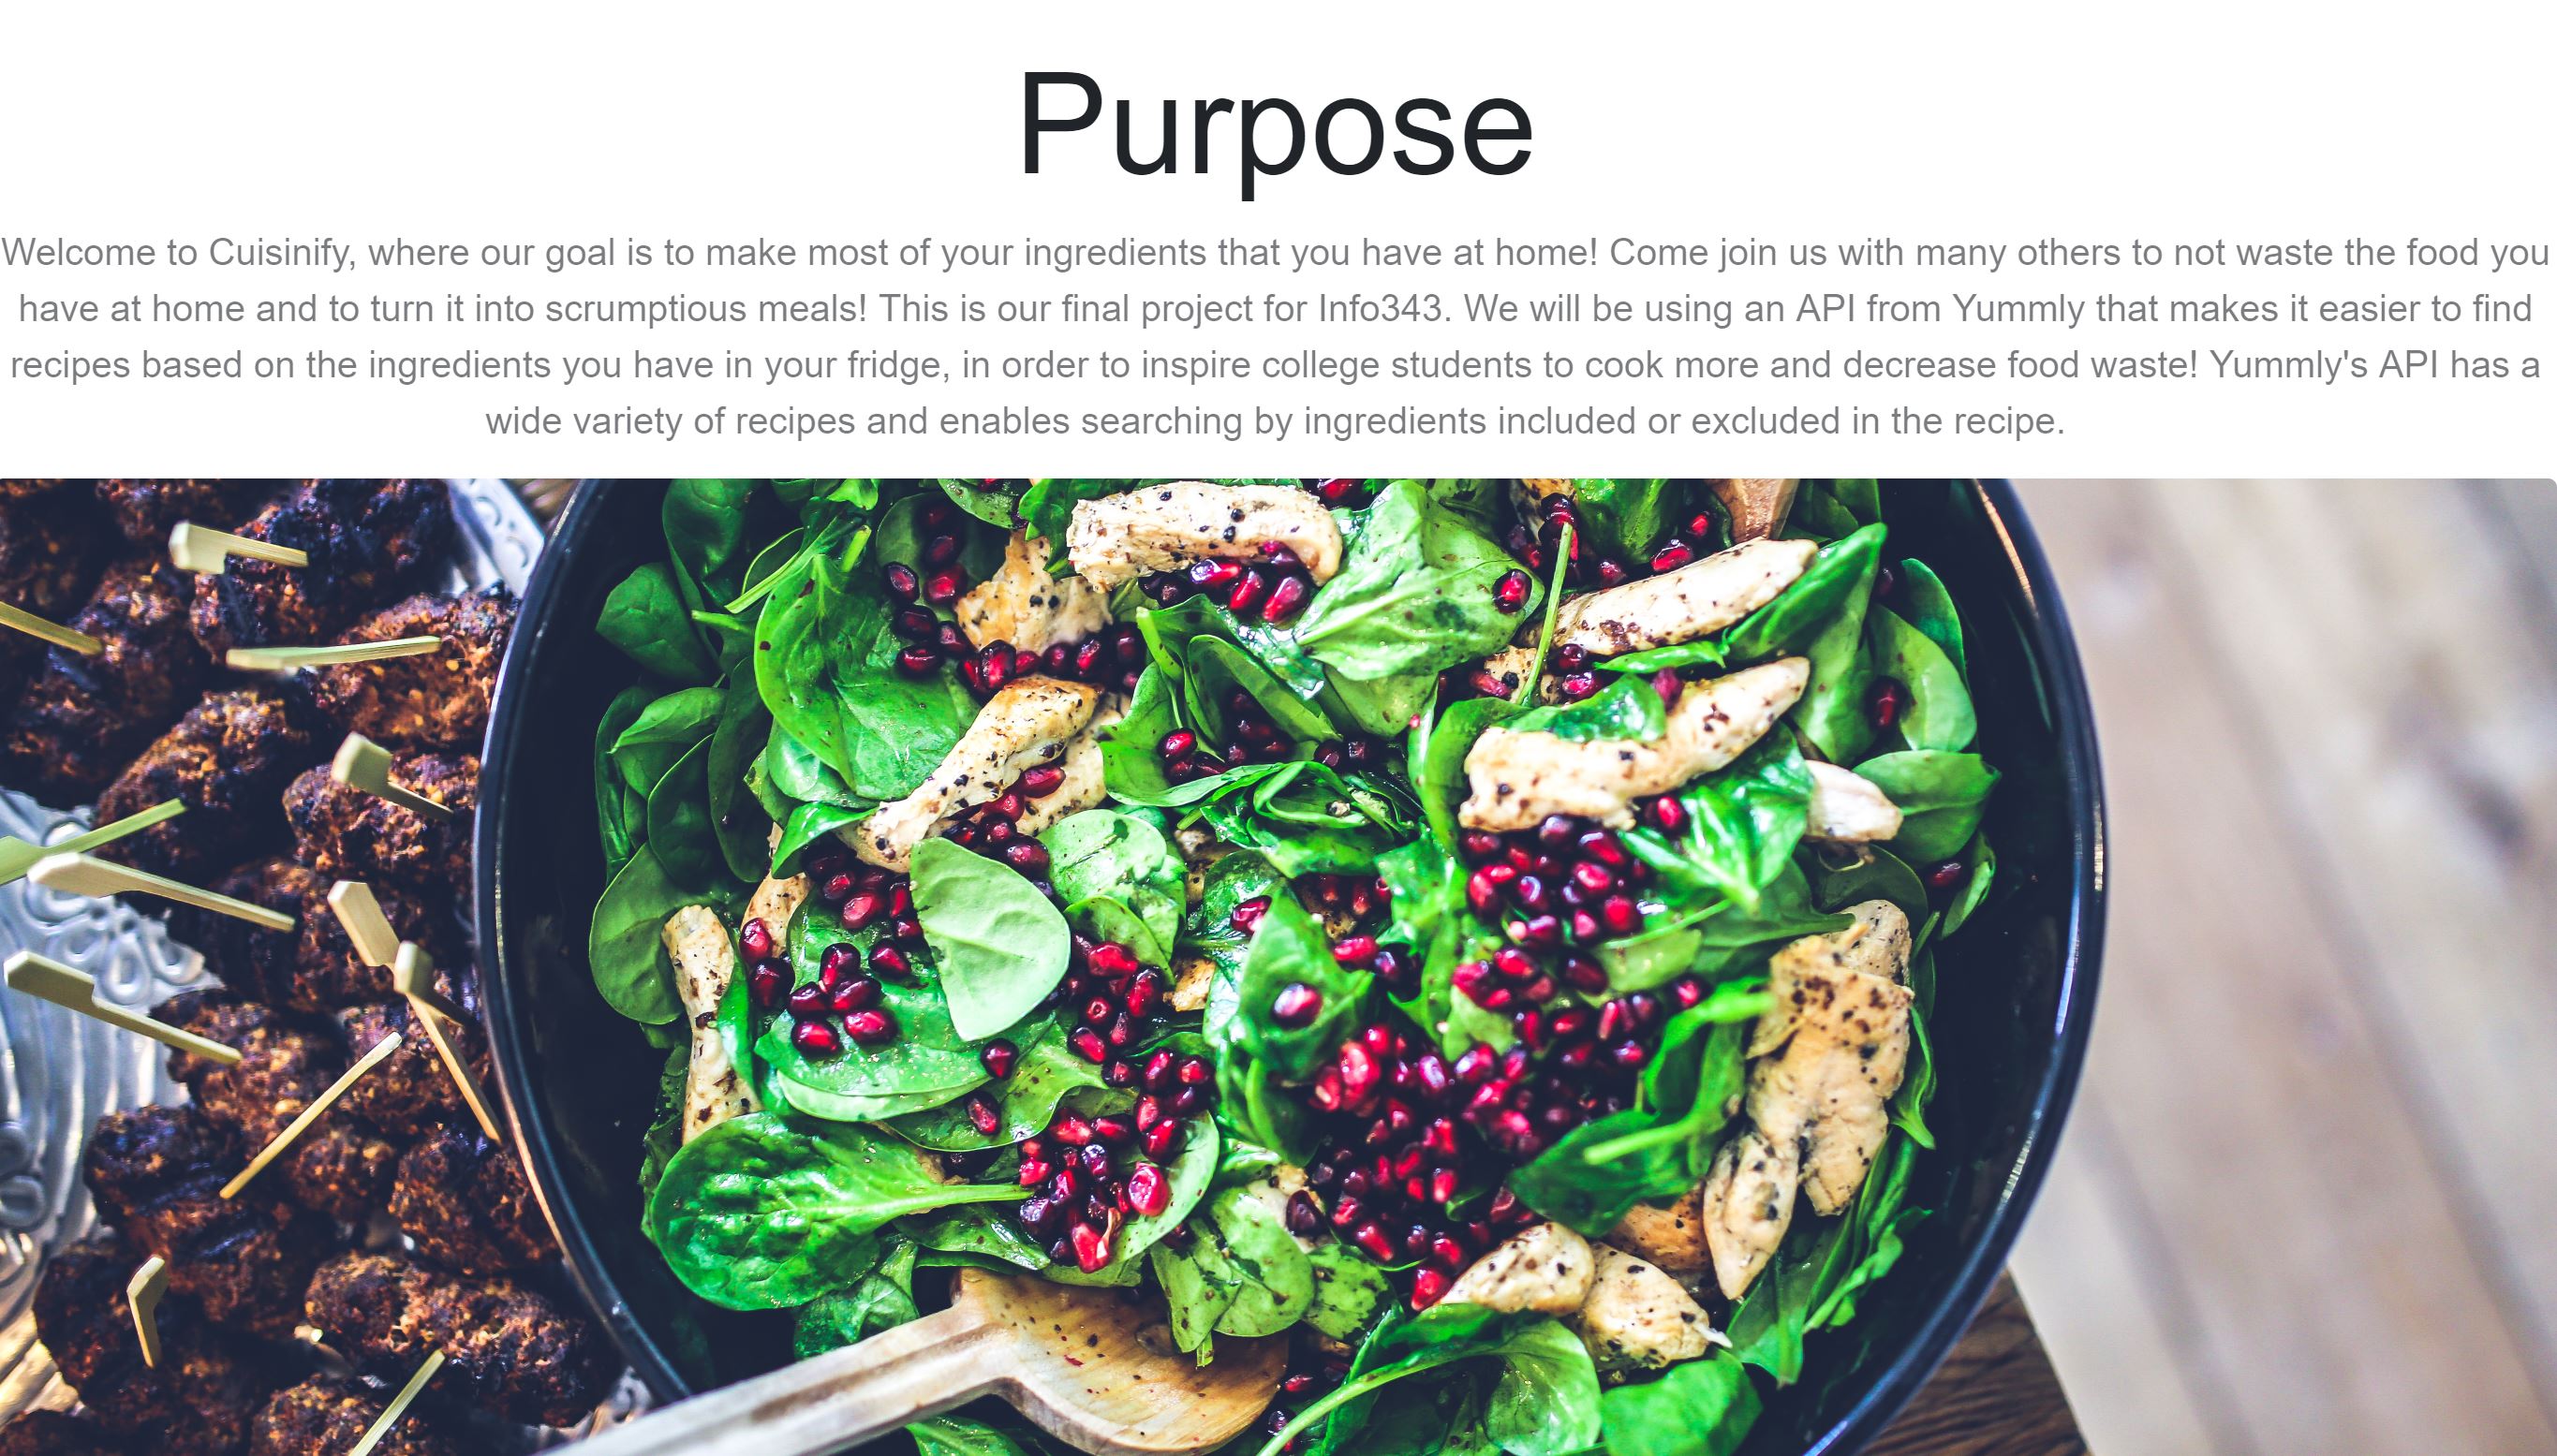 Purpose
Welcome to Cuisinify, where our goal is to make most of your ingredients that you have at home! Come join us with many others to not waste the food you
have at home and to turn it into scrumptious meals! This is our final project for Info343. We will be using an API from Yummly that makes it easier to find
recipes based on the ingredients you have in your fridge, in order to inspire college students to cook more and decrease food waste! Yummly's API has a
wide variety of recipes and enables searching by ingredients included or excluded in the recipe.